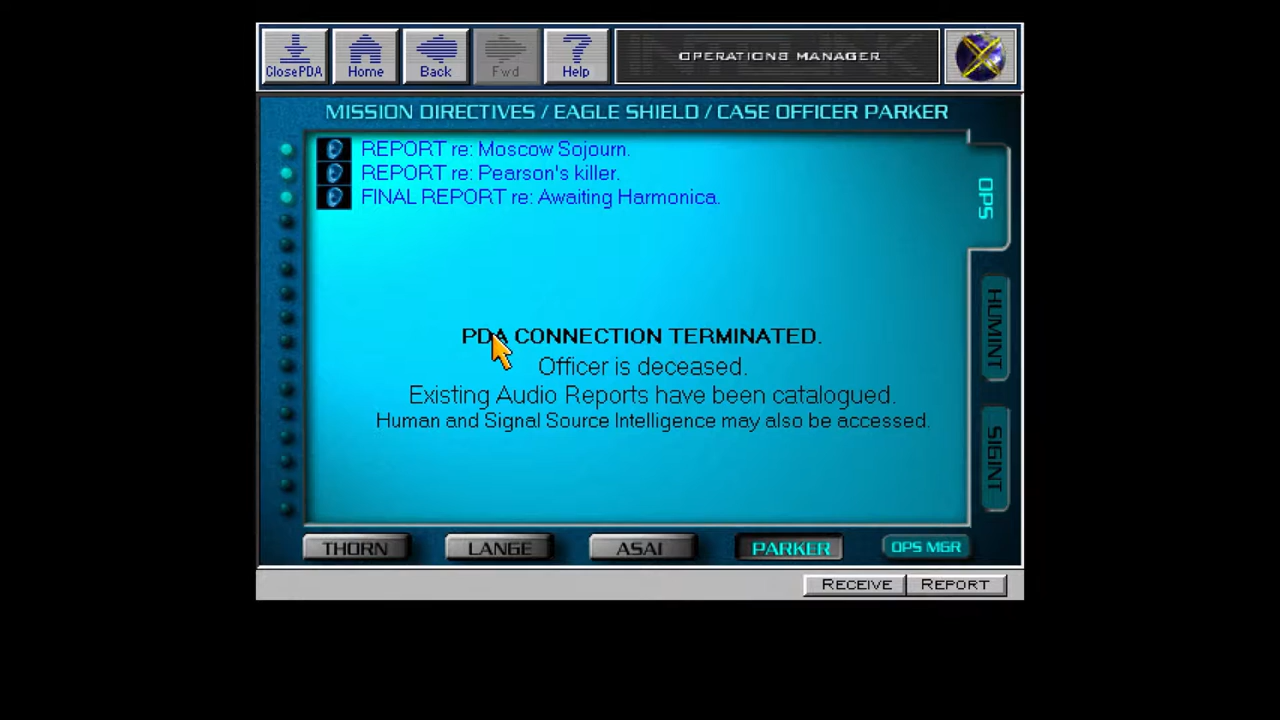 ClosePDA
Home
Back
Fwd
Help
OPERATIONS MANAGER
MISSION DIRECTIVES / EAGLE SHIELD / CASE OFFICER PARKER
REPORT re: Moscow Sojourn.
REPORT re: Pearson's killer.
FINAL REPORT re: Awaiting Harmonica.
OPS
HUMINT
SIGINT
PDA CONNECTION TERMINATED.
Officer is deceased.
Existing Audio Reports have been catalogued.
Human and Signal Source Intelligence may also be accessed.
THORN
LANGE
ASAI
PARKER
OPS MGR
RECEIVE
REPORT